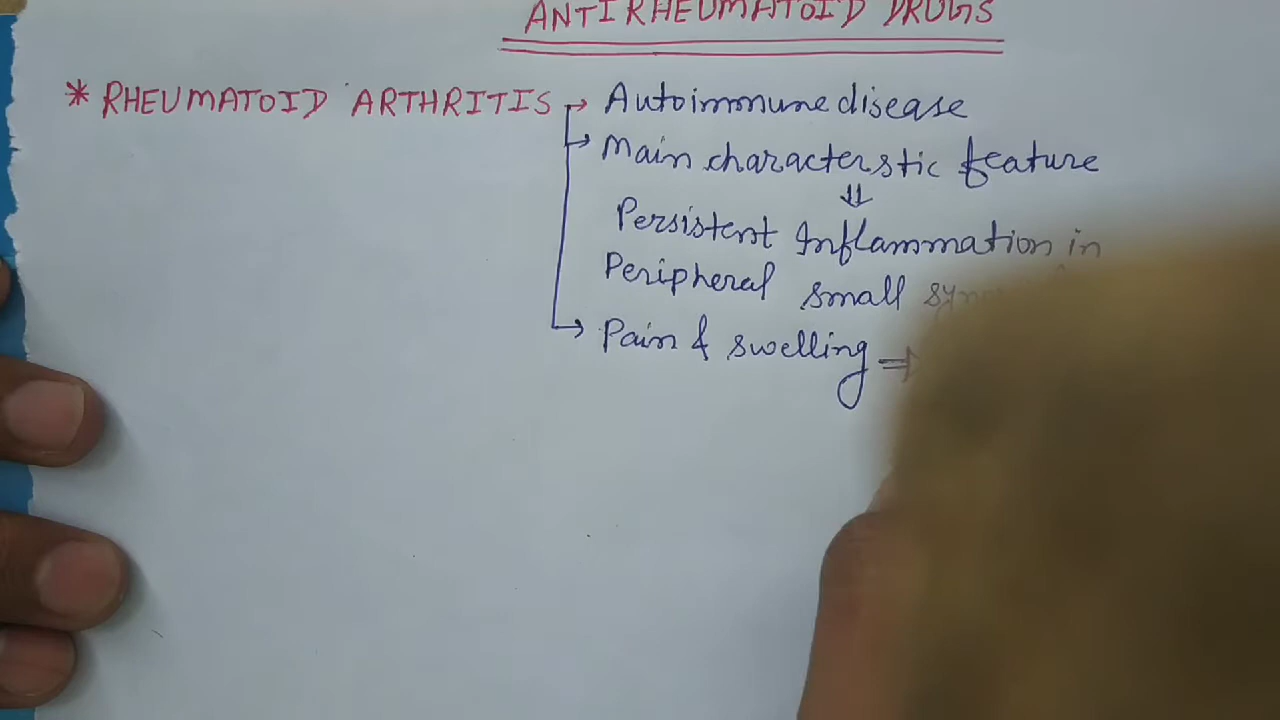 ANTIRHEUMATOID DRUGS
* RHEUMATOID ARTHRITIS → Autoimmune disease
→ Main characterstic feature
⇓
Persistent Inflammation in
Peripheral small
→ Pain & swelling ⇒